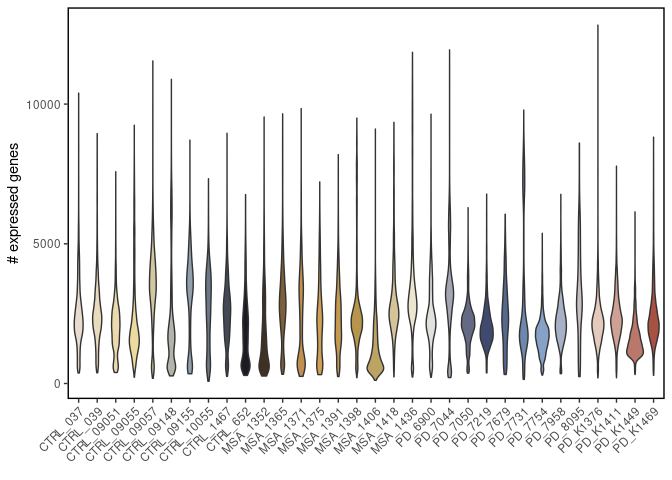 # expressed genes
10000
5000
0
CTRL_037
CTRL_039
CTRL_09051
CTRL_09055
CTRL_09057
CTRL_09148
CTRL_09155
CTRL_10055
CTRL_1467
CTRL_652
MSA_1352
MSA_1365
MSA_1371
MSA_1375
MSA_1391
MSA_1398
MSA_1406
MSA_1418
MSA_1436
PD_6900
PD_7044
PD_7050
PD_7219
PD_7679
PD_7731
PD_7754
PD_7958
PD_8095
PD_K1376
PD_K1411
PD_K1449
PD_K1469